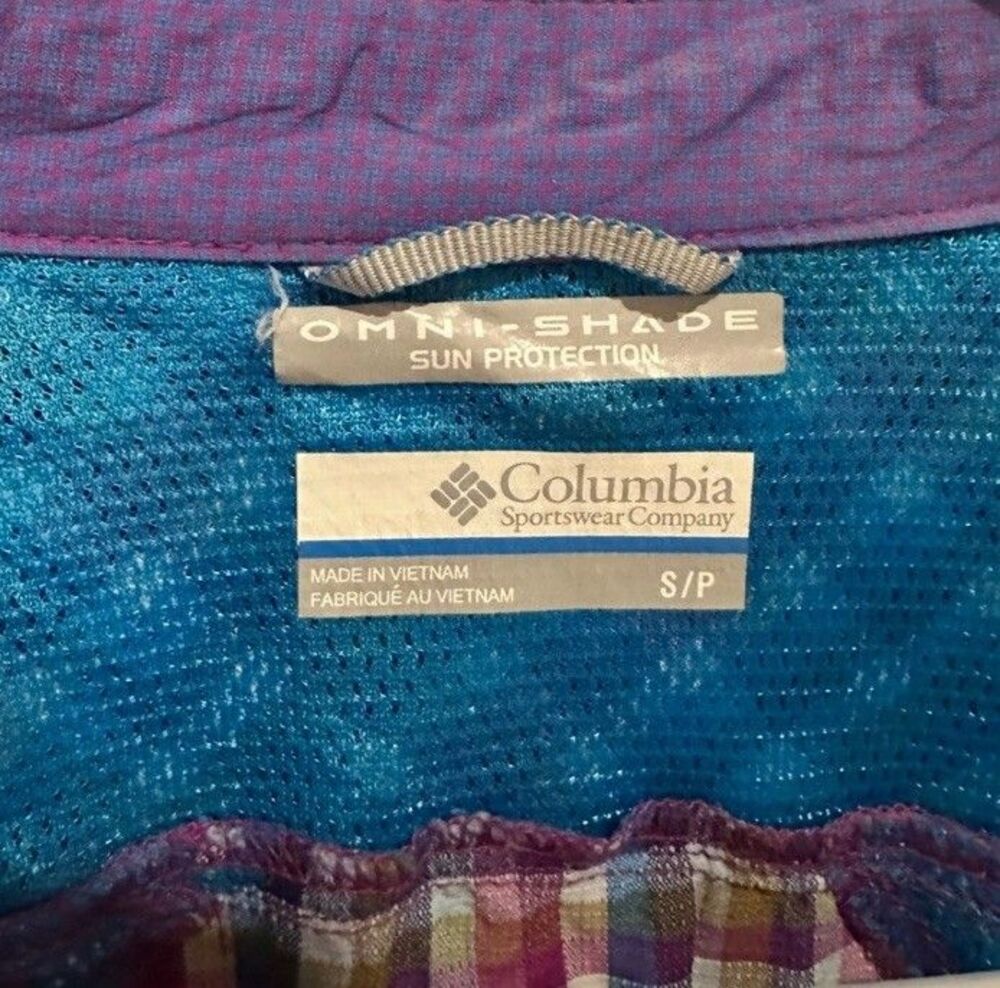 OMNI-SHADE
SUN PROTECTION
Columbia
Sportswear Company
MADE IN VIETNAM
FABRIQUÉ AU VIETNAM
S/P